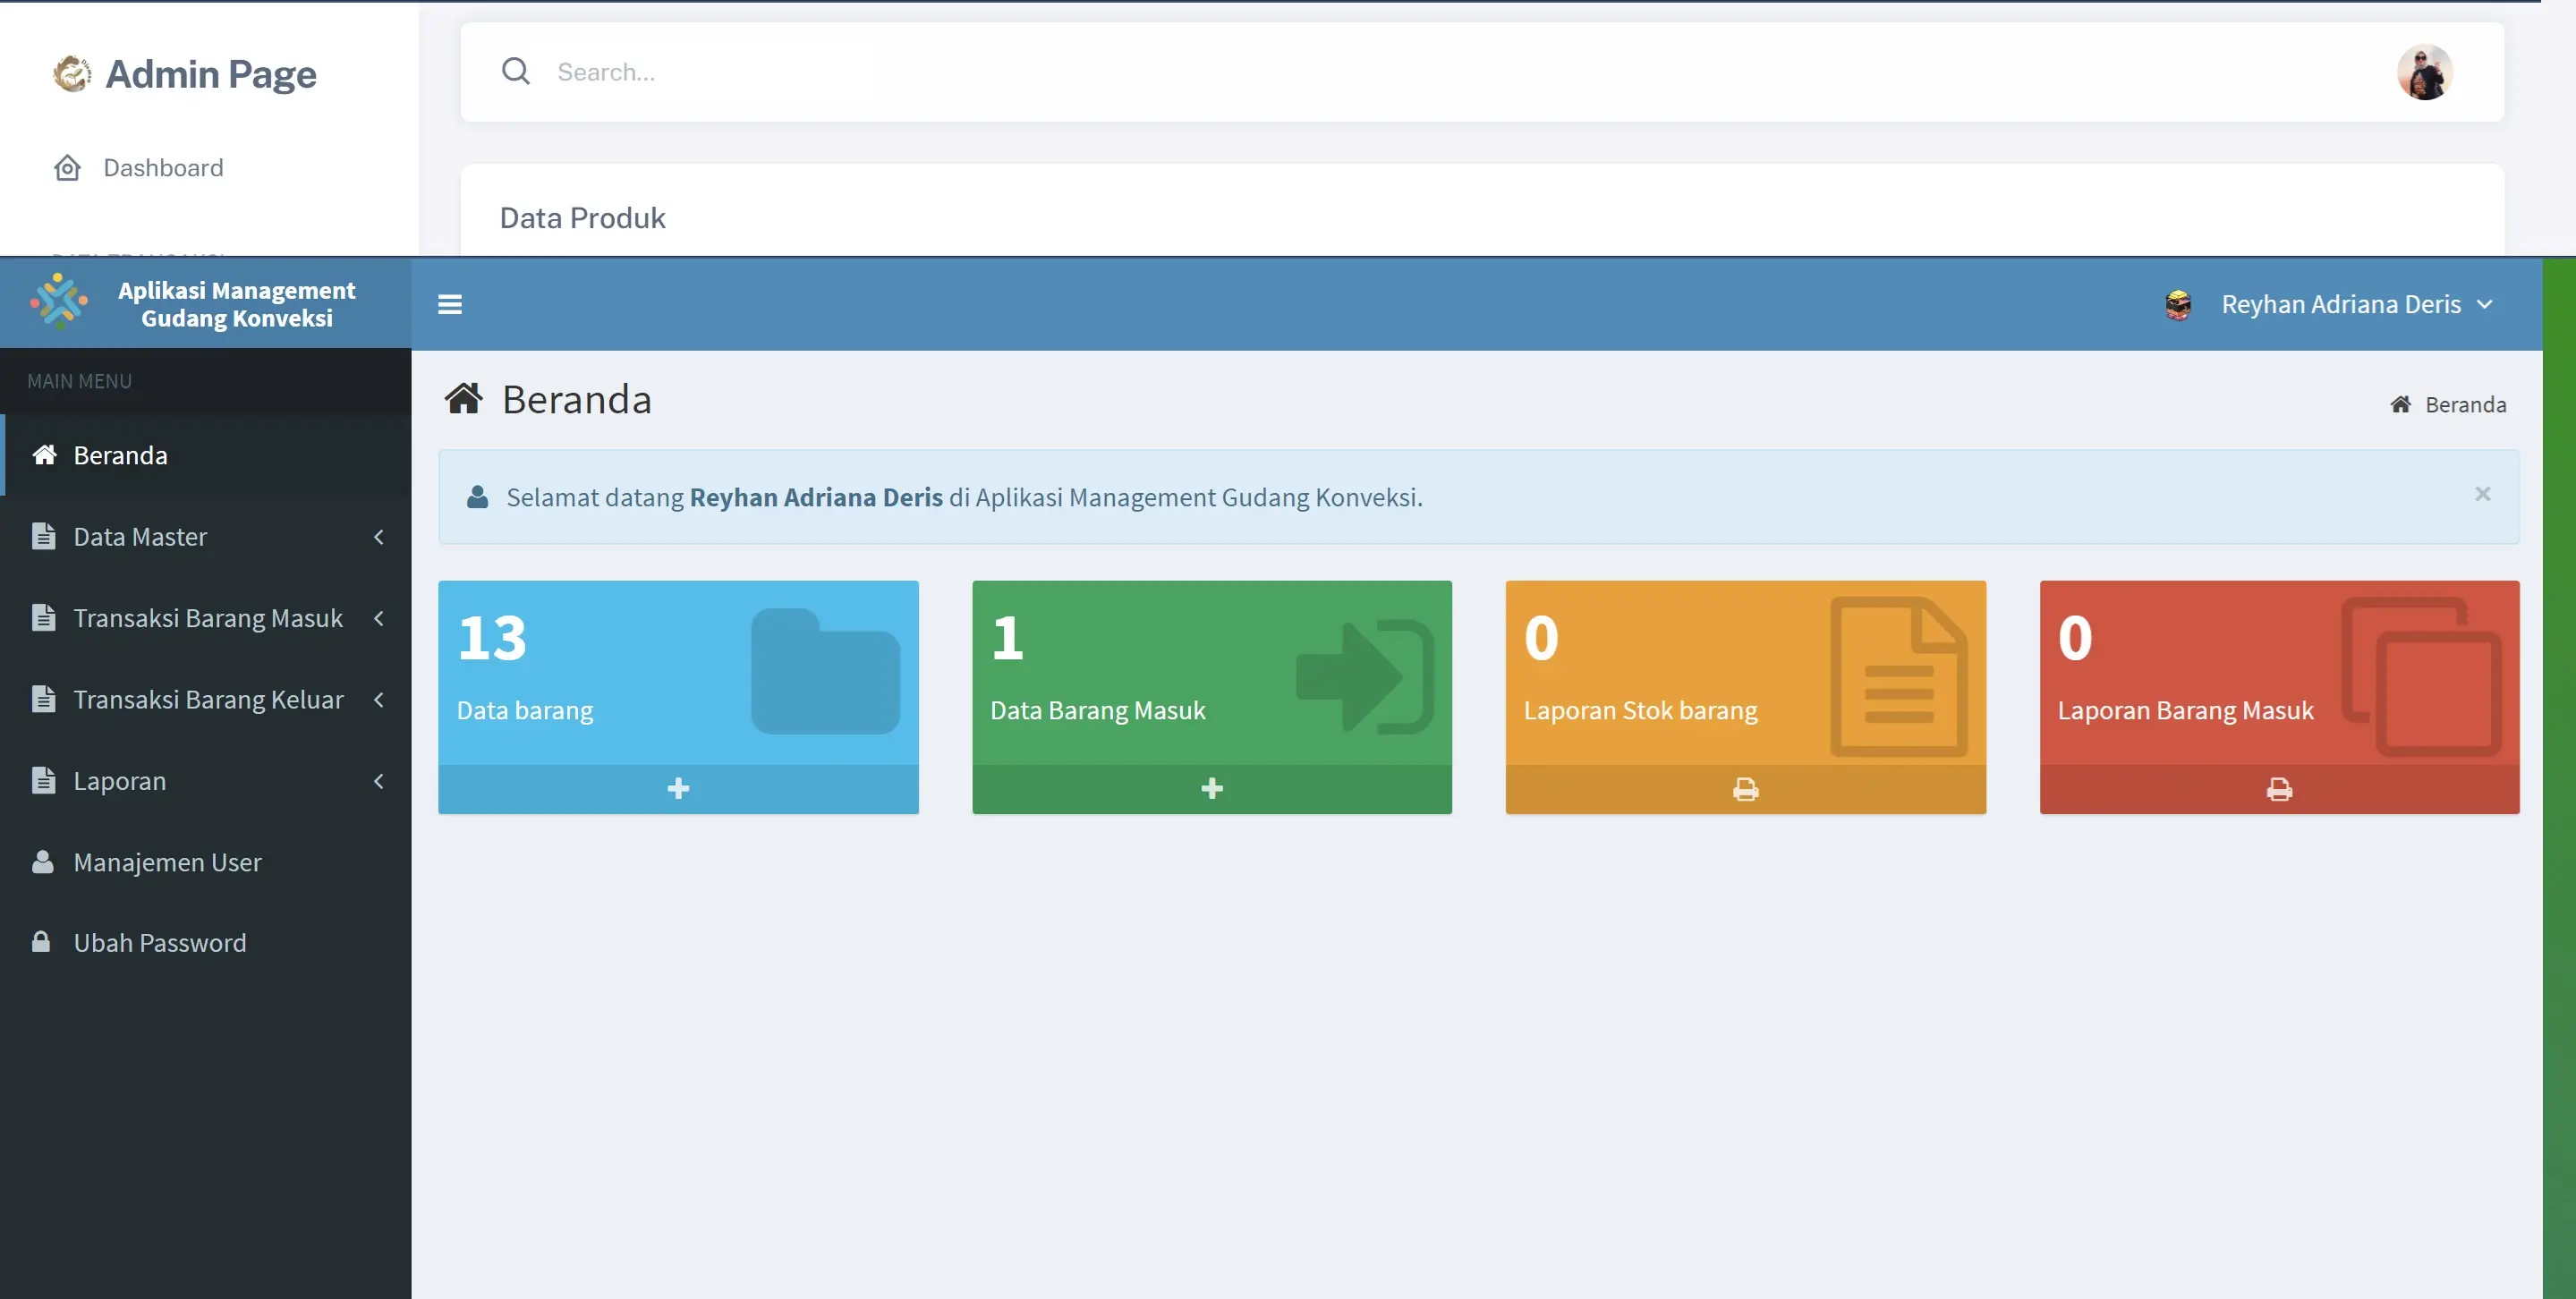 Admin Page
Search...
Dashboard
Data Produk
Aplikasi Management
Gudang Konveksi
Reyhan Adriana Deris
MAIN MENU
Beranda
Beranda
Beranda
Selamat datang Reyhan Adriana Deris di Aplikasi Management Gudang Konveksi.
Data Master
Transaksi Barang Masuk
Transaksi Barang Keluar
Laporan
Manajemen User
Ubah Password
13
Data barang
1
Data Barang Masuk
0
Laporan Stok barang
0
Laporan Barang Masuk